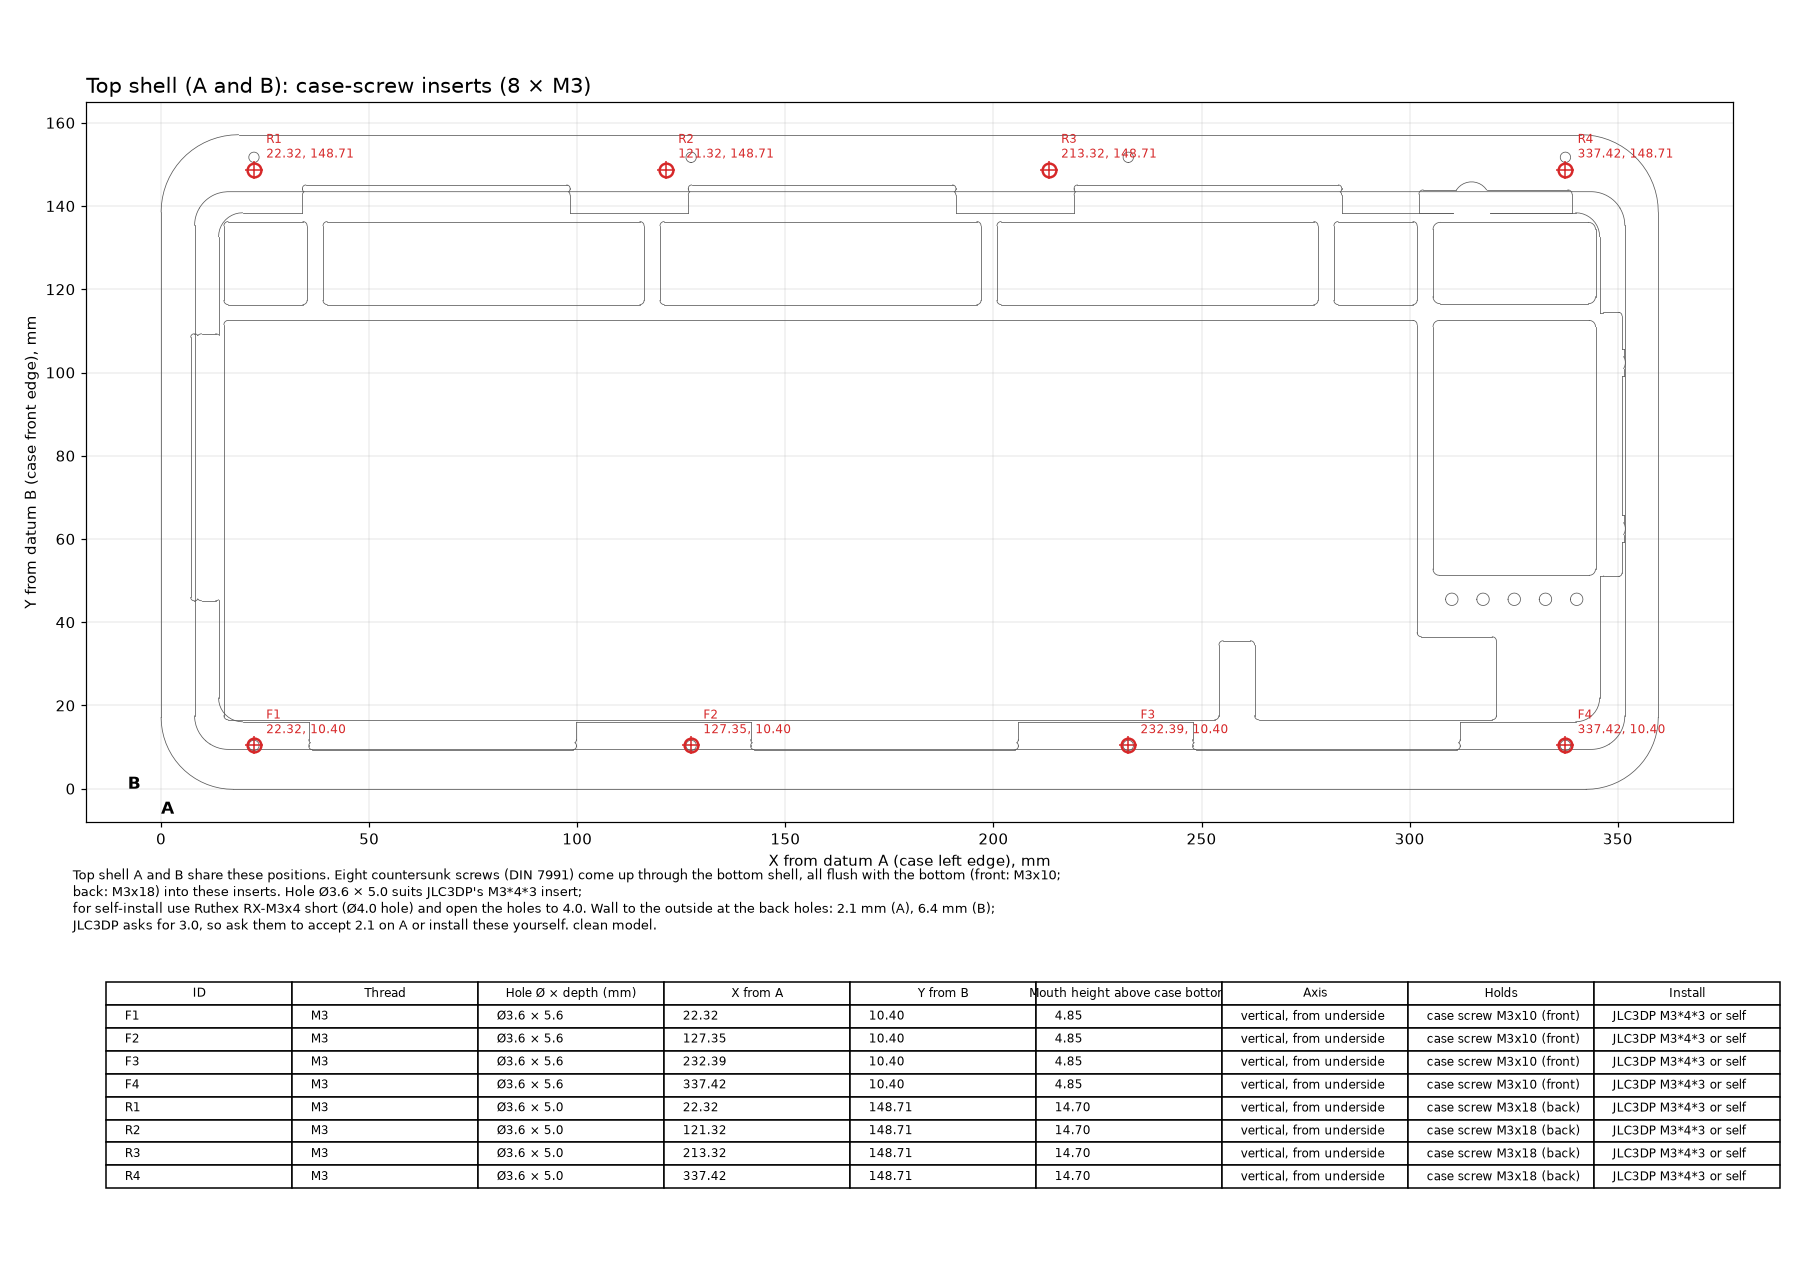 Top shell (A and B): case-screw inserts (8 × M3)
160
140
120
100
80
60
40
20
0
Y from datum B (case front edge), mm
R1
22.32, 148.71
R2
121.32, 148.71
R3
213.32, 148.71
R4
337.42, 148.71
F1
22.32, 10.40
F2
127.35, 10.40
F3
232.39, 10.40
F4
337.42, 10.40
B
A
0 50 100 150 200 250 300 350
X from datum A (case left edge), mm
Top shell A and B share these positions. Eight countersunk screws (DIN 7991) come up through the bottom shell, all flush with the bottom (front: M3x10;
back: M3x18) into these inserts. Hole Ø3.6 × 5.0 suits JLC3DP's M3*4*3 insert;
for self-install use Ruthex RX-M3x4 short (Ø4.0 hole) and open the holes to 4.0. Wall to the outside at the back holes: 2.1 mm (A), 6.4 mm (B);
JLC3DP asks for 3.0, so ask them to accept 2.1 on A or install these yourself. clean model.
ID Thread Hole Ø × depth (mm) X from A Y from B Mouth height above case bottor Axis Holds Install
F1 M3 Ø3.6 × 5.6 22.32 10.40 4.85 vertical, from underside case screw M3x10 (front) JLC3DP M3*4*3 or self
F2 M3 Ø3.6 × 5.6 127.35 10.40 4.85 vertical, from underside case screw M3x10 (front) JLC3DP M3*4*3 or self
F3 M3 Ø3.6 × 5.6 232.39 10.40 4.85 vertical, from underside case screw M3x10 (front) JLC3DP M3*4*3 or self
F4 M3 Ø3.6 × 5.6 337.42 10.40 4.85 vertical, from underside case screw M3x10 (front) JLC3DP M3*4*3 or self
R1 M3 Ø3.6 × 5.0 22.32 148.71 14.70 vertical, from underside case screw M3x18 (back) JLC3DP M3*4*3 or self
R2 M3 Ø3.6 × 5.0 121.32 148.71 14.70 vertical, from underside case screw M3x18 (back) JLC3DP M3*4*3 or self
R3 M3 Ø3.6 × 5.0 213.32 148.71 14.70 vertical, from underside case screw M3x18 (back) JLC3DP M3*4*3 or self
R4 M3 Ø3.6 × 5.0 337.42 148.71 14.70 vertical, from underside case screw M3x18 (back) JLC3DP M3*4*3 or self